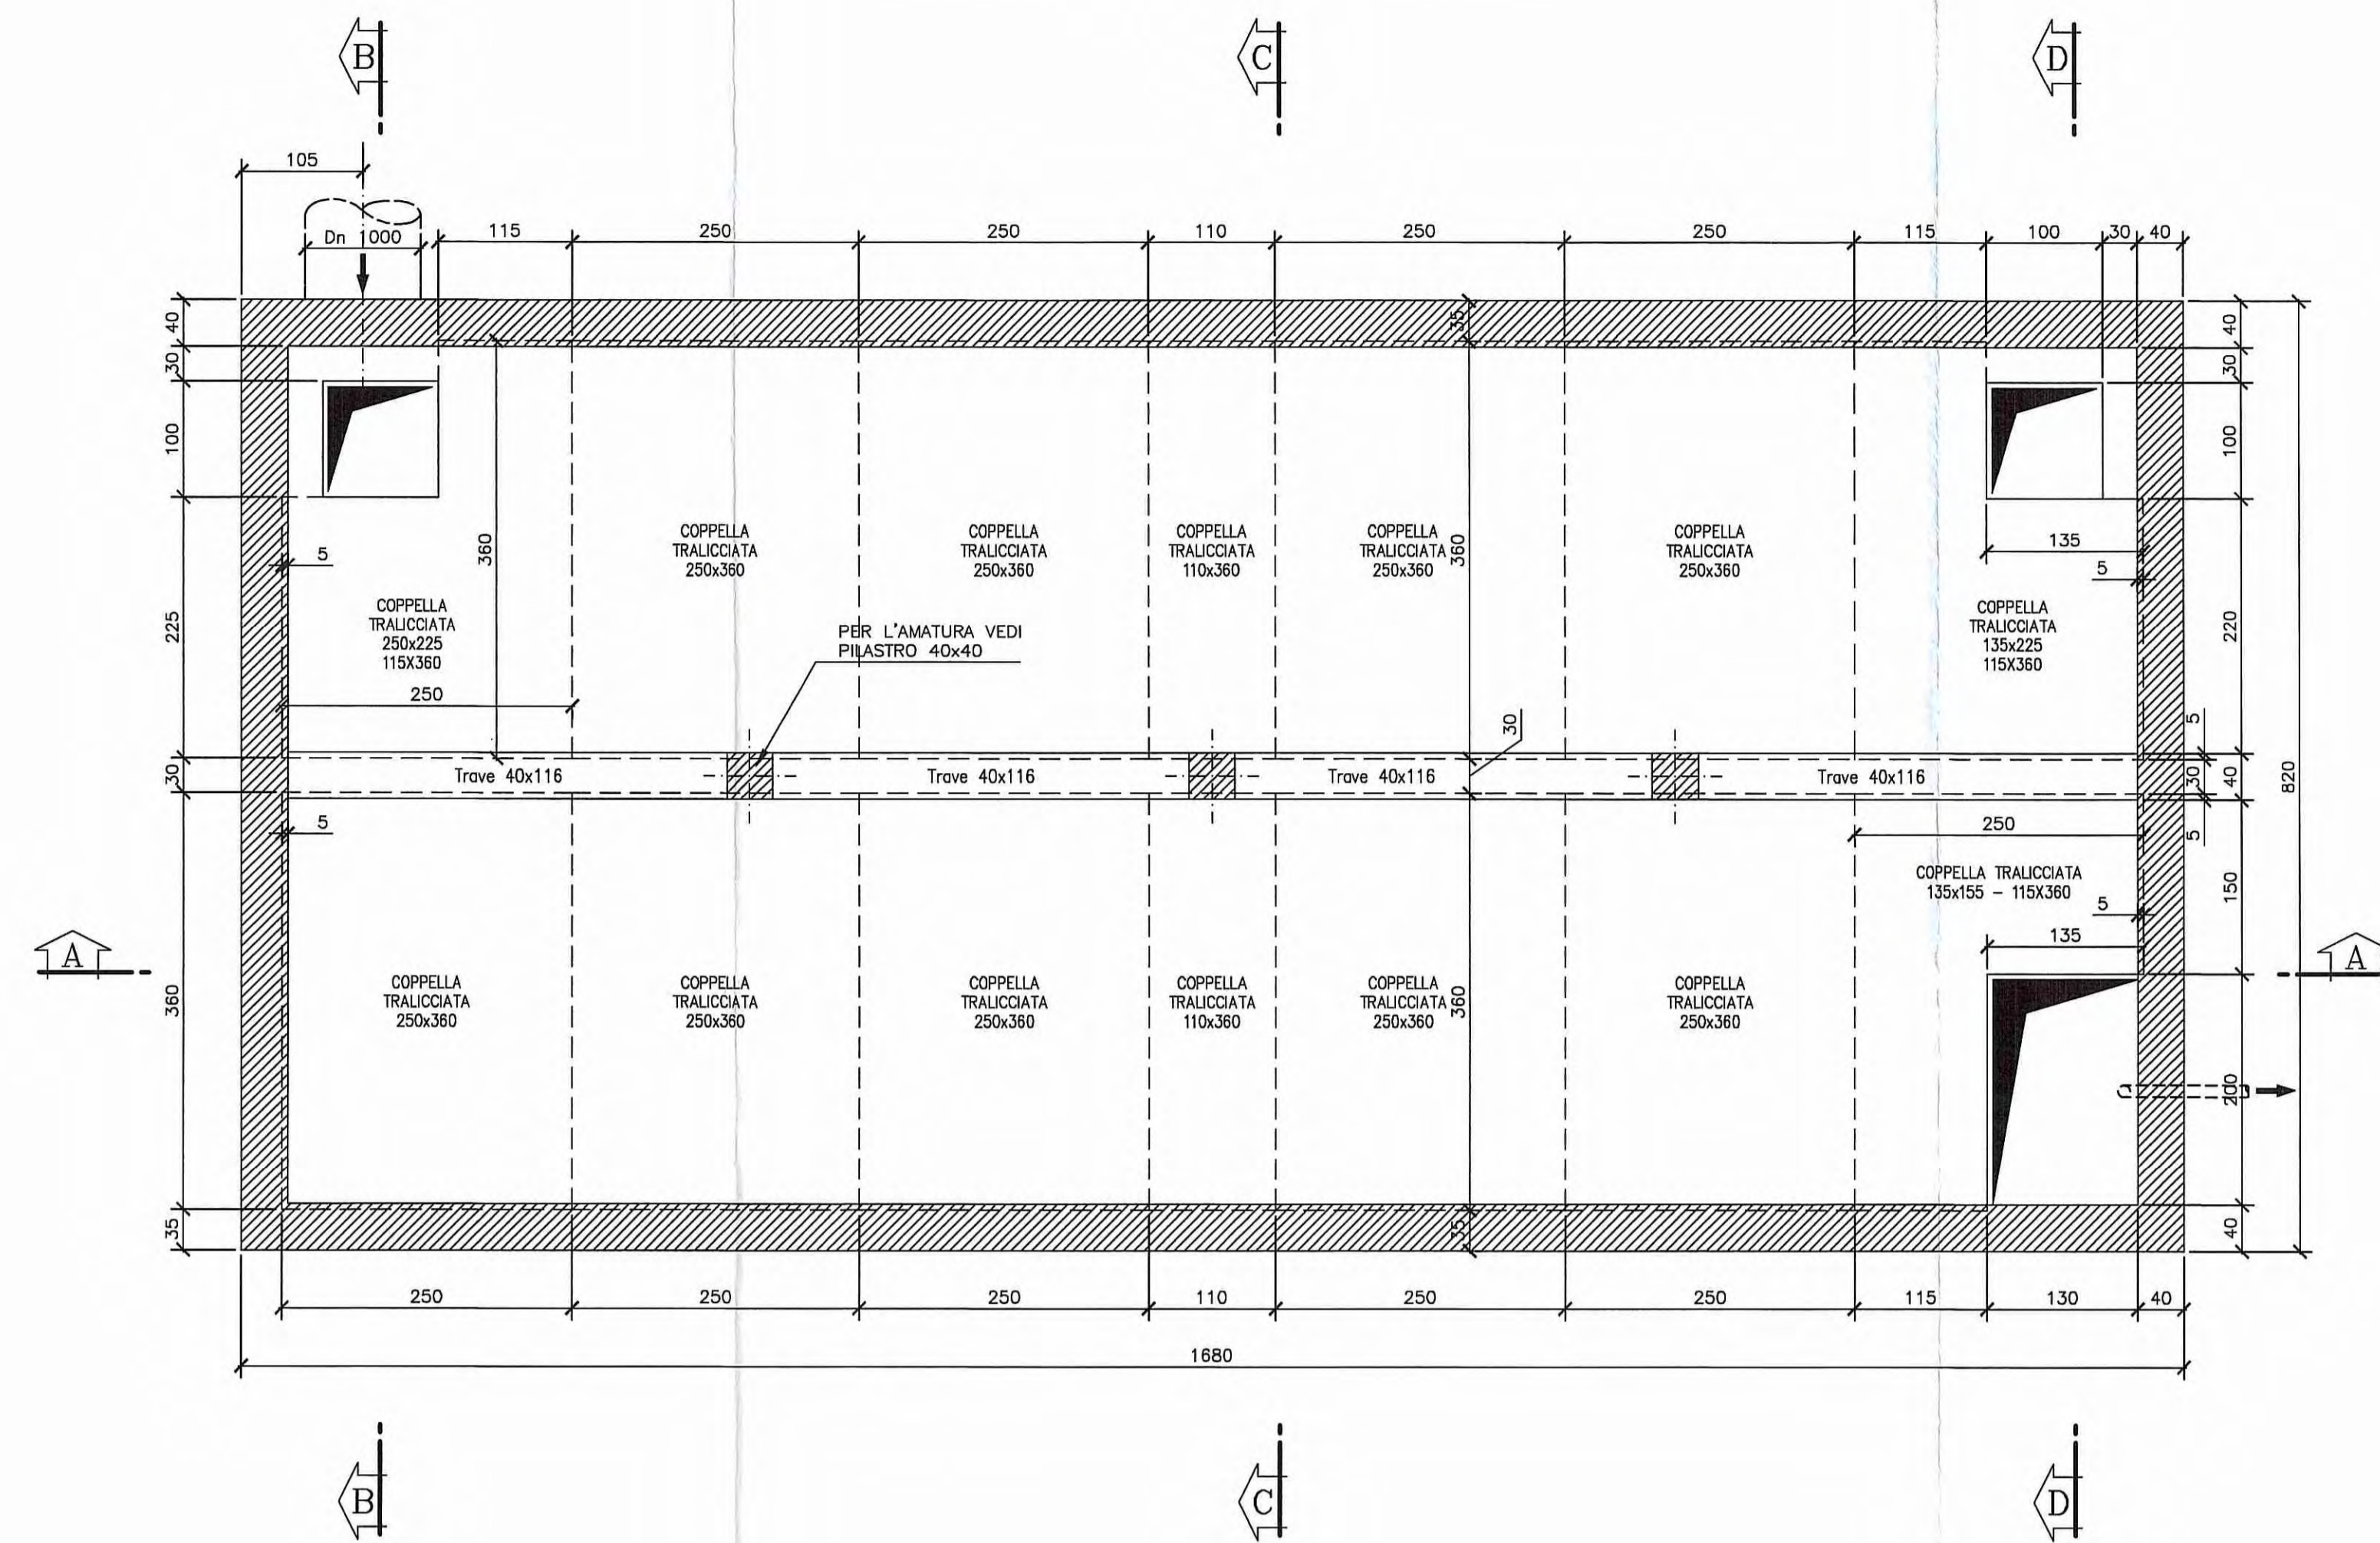 B
C
D
105
Dn 1000
115
250
250
110
250
250
115
100
30
40
40
30
100
225
30
360
35
35
360
5
360
COPPELLA
TRALICCIATA
250x225
115X360
250
COPPELLA
TRALICCIATA
250x360
COPPELLA
TRALICCIATA
250x360
COPPELLA
TRALICCIATA
110x360
COPPELLA
TRALICCIATA
250x360
COPPELLA
TRALICCIATA
250x360
135
5
COPPELLA
TRALICCIATA
135x225
115X360
PER L'AMATURA VEDI
PILASTRO 40x40
30
Trave 40x116
Trave 40x116
Trave 40x116
Trave 40x116
40
30
100
220
5
30
40
5
820
150
200
40
5
250
COPPELLA TRALICCIATA
135x155 – 115X360
5
135
A
A
COPPELLA
TRALICCIATA
250x360
COPPELLA
TRALICCIATA
250x360
COPPELLA
TRALICCIATA
250x360
COPPELLA
TRALICCIATA
110x360
COPPELLA
TRALICCIATA
250x360
360
COPPELLA
TRALICCIATA
250x360
35
250
250
250
110
250
250
115
130
40
1680
B
C
D